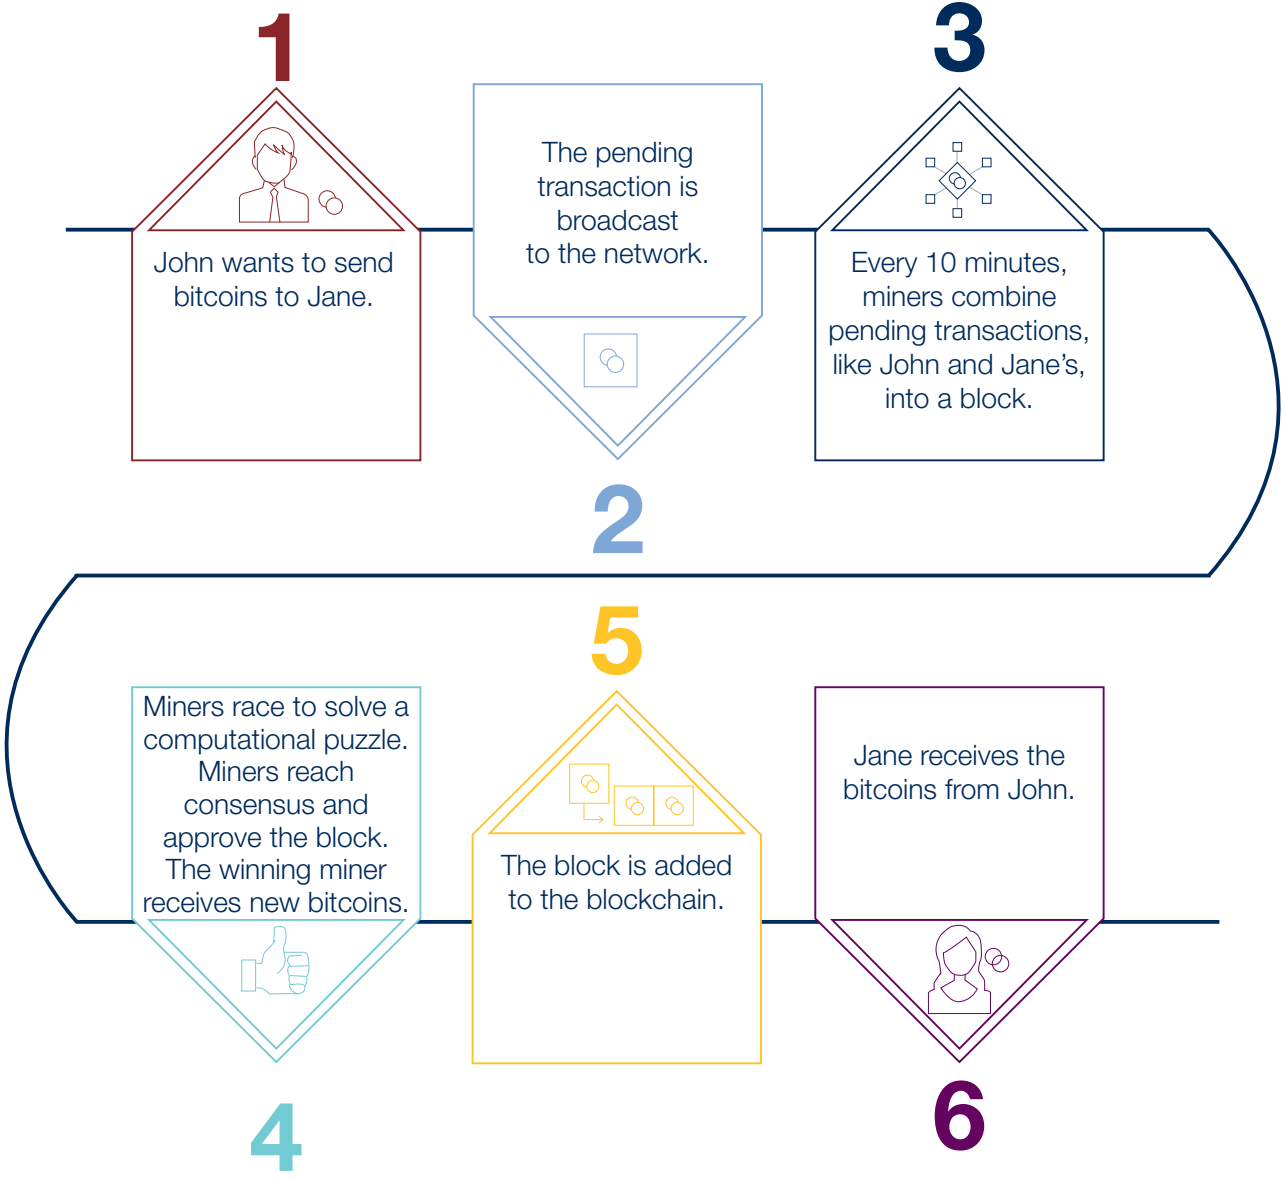 1
John wants to send
bitcoins to Jane.
The pending
transaction is
broadcast
to the network.
2
3
Every 10 minutes,
miners combine
pending transactions,
like John and Jane’s,
into a block.
Miners race to solve a
computational puzzle.
Miners reach
consensus and
approve the block.
The winning miner
receives new bitcoins.
4
5
The block is added
to the blockchain.
Jane receives the
bitcoins from John.
6